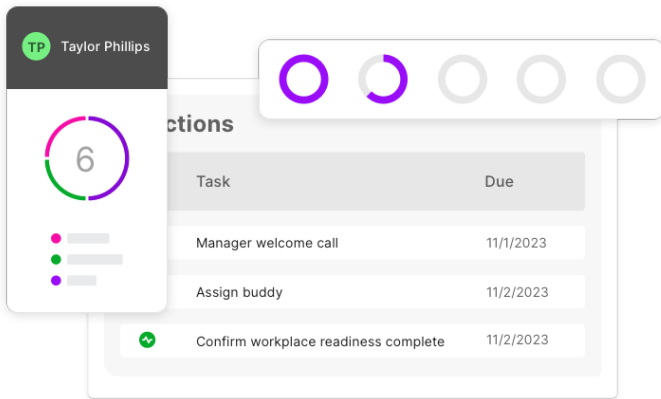 TP Taylor Phillips
6
ctions
Task Due
Manager welcome call 11/1/2023
Assign buddy 11/2/2023
Confirm workplace readiness complete 11/2/2023